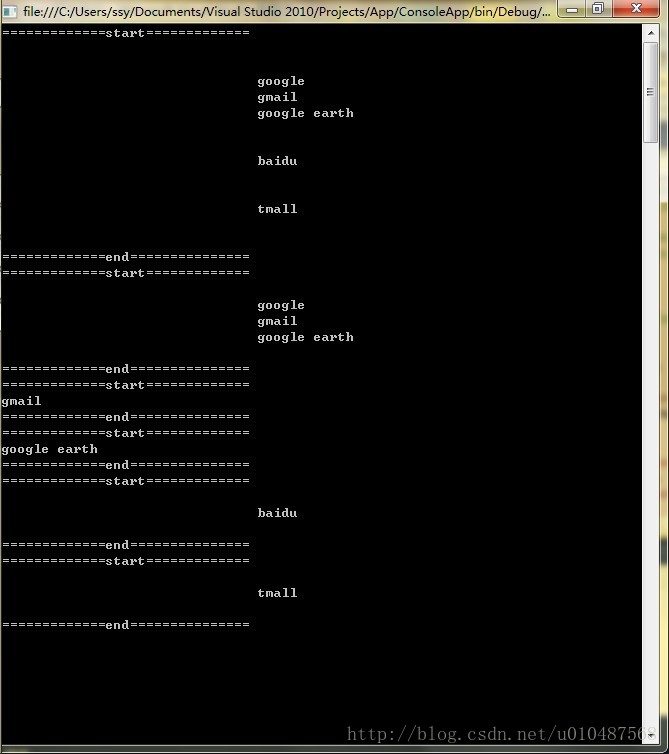 file:///C:/Users/ssy/Documents/Visual Studio 2010/Projects/App/ConsoleApp/bin/Debug/...
=============start=============
google
gmail
google earth
baidu
tmall
=============end===============
=============start=============
google
gmail
google earth
=============end===============
=============start=============
gmail
=============end===============
=============start=============
google earth
=============end===============
=============start=============
baidu
=============end===============
=============start=============
tmall
=============end===============
http://blog.csdn.net/u010487568